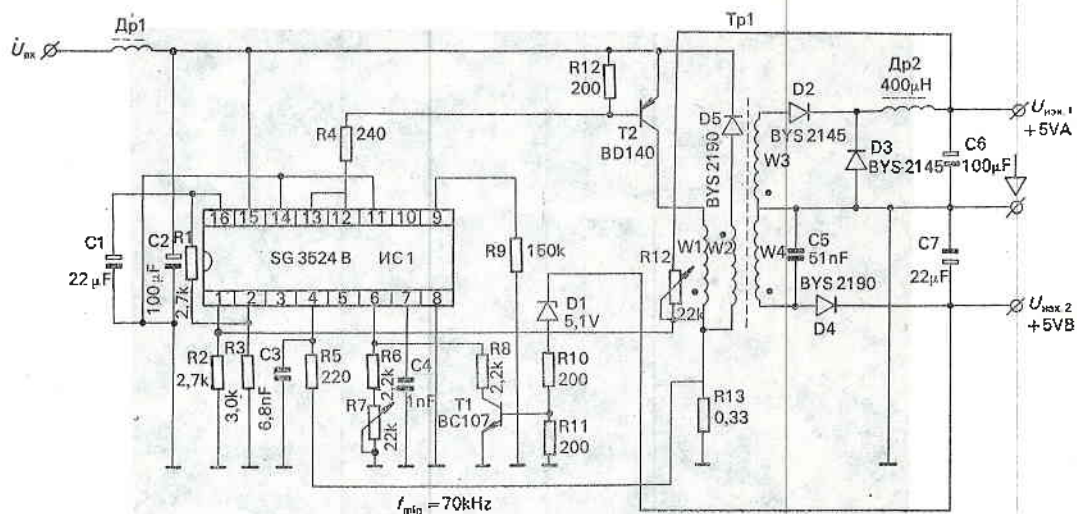 Др1
Tр1
U вх
R12
200
Др2
400µH
R4
240
T2
BD140
D5
BYS 2190
D2
BYS 2145
D3
BYS-2145
C6
100µF
U изх. 1
+5VA
W3
16 15 14 13 12 11 10 9
C1
22µF
C2
100µF
R1
2,7k
SG 3524 B ИС 1
R9
150k
R12
22k
W1
W2
W4
C5
51nF
C7
22µF
1 2 3 4 5 6 7 8
D1
5,1V
BYS 2190
D4
U изх. 2
+5VB
R2
2,7k
R3
3,0k
C3
6,8nF
R5
220
R6
2,2k
R7
22k
C4
1nF
R8
2,2k
T1
BC107
R10
200
R11
200
R13
0,33
f min = 70kHz